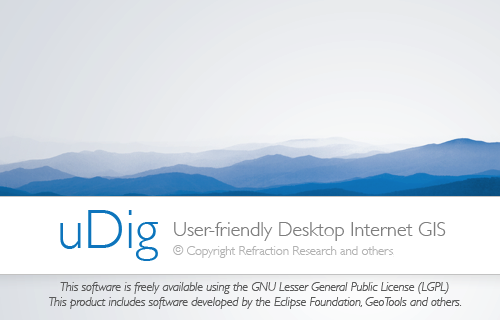 uDig
User-friendly Desktop Internet GIS
© Copyright Refraction Research and others
This software is freely available using the GNU Lesser General Public License (LGPL)
This product includes software developed by the Eclipse Foundation, GeoTools and others.